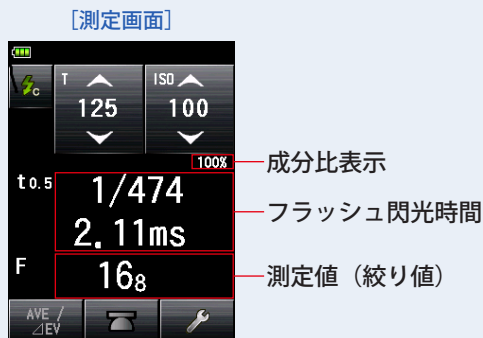 [測定画面]
C
T
ISO
125
100
100%
成分比表示
t0.5
1/474
フラッシュ閃光時間
2.11ms
F
168
測定値（絞り値）
AVE /
⊿EV